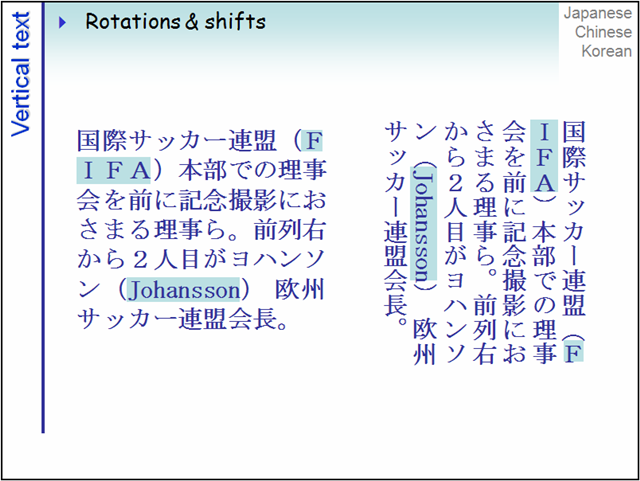 Vertical text
Rotations & shifts
Japanese
Chinese
Korean
国際サッカー連盟（Ｆ
ＩＦＡ）本部での理事
会を前に記念撮影にお
さまる理事ら。前列右
から２人目がヨハンソ
ン（Johansson） 欧州
サッカー連盟会長。
国際サッカー連盟（Ｆ
ＩＦＡ）本部での理事
会を前に記念撮影にお
さまる理事ら。前列右
から２人目がヨハンソ
ン（Johansson） 欧州
サッカー連盟会長。